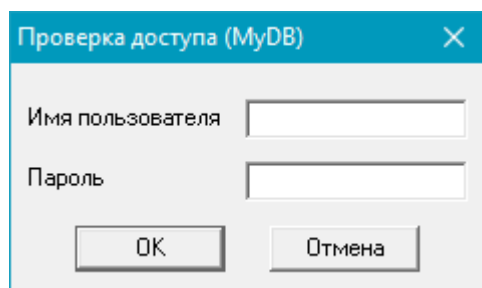 Проверка доступа (MyDB)
Имя пользователя
Пароль
OK Отмена